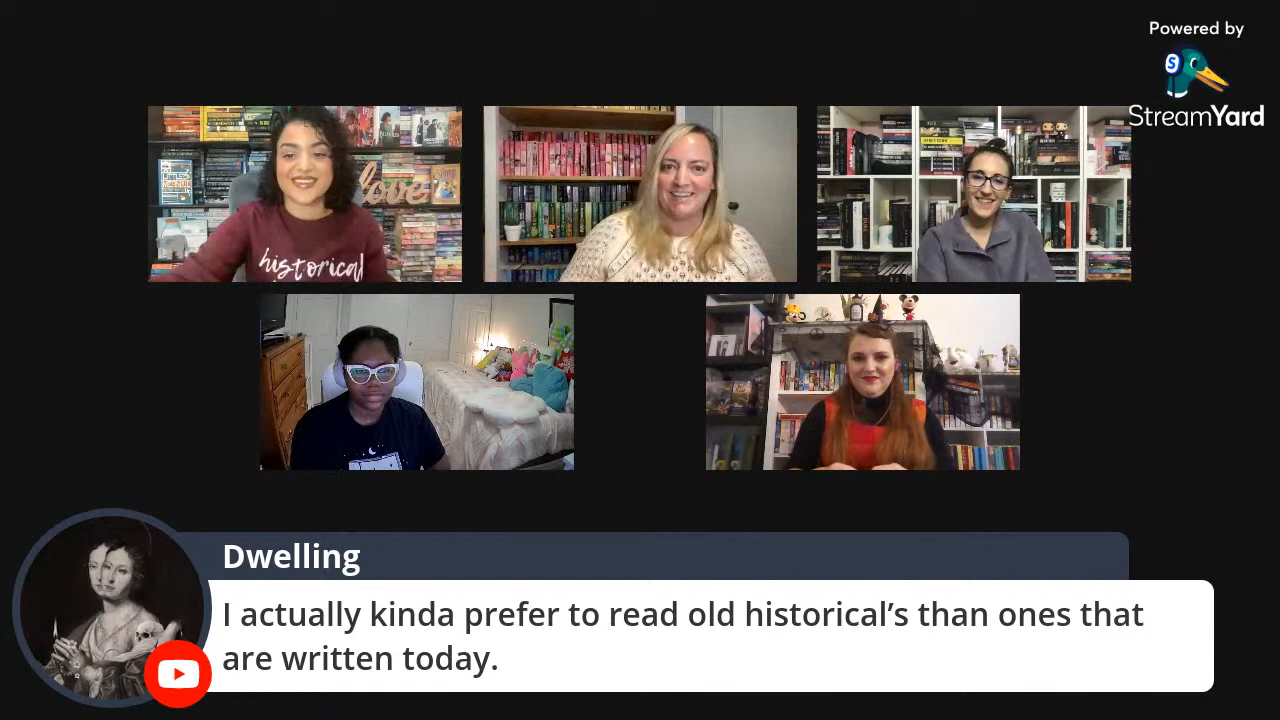 Powered by
S
StreamYard
love
historical
Dwelling
I actually kinda prefer to read old historical’s than ones that
are written today.